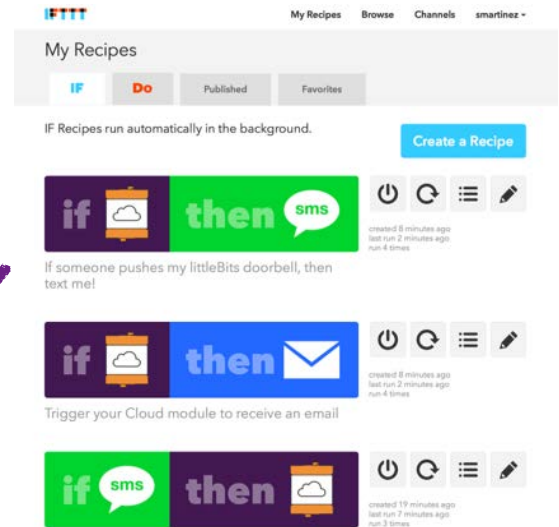 IFTTT
My Recipes Browse Channels smartinez
My Recipes
IF Do Published Favorites
IF Recipes run automatically in the background.
Create a Recipe
if then sms
created 8 minutes ago
last run 2 minutes ago
run 4 times
If someone pushes my littleBits doorbell, then
text me!
if then
created 8 minutes ago
last run 2 minutes ago
run 4 times
Trigger your Cloud module to receive an email
if sms then
created 19 minutes ago
last run 7 minutes ago
run 3 times